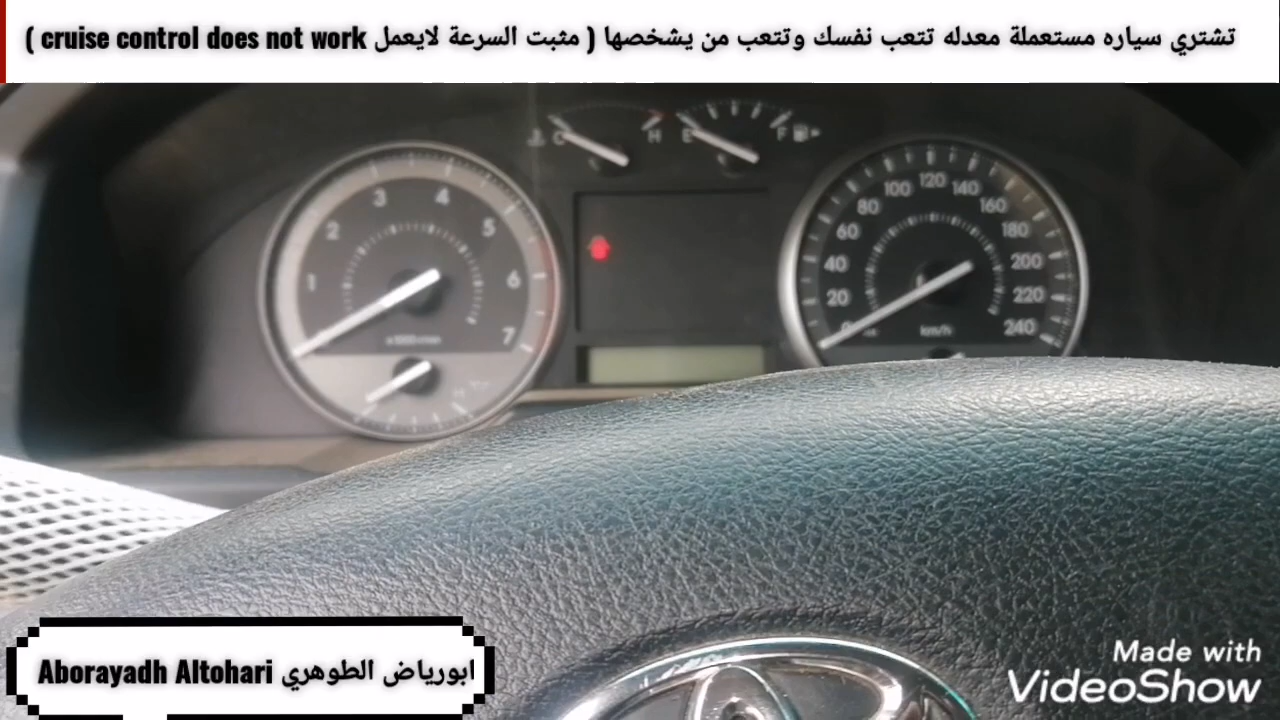 تشتري سياره مستعملة معدله تتعب نفسك وتتعب من يشخصها ( مثبت السرعة لايعمل cruise control does not work )
C H E F
1 2 3 4 5 6 7
20 40 60 80 100 120 140 160 180 200 220 240
km/h
Aborayadh Altohari ابورياض الطوهري
Made with
VideoShow